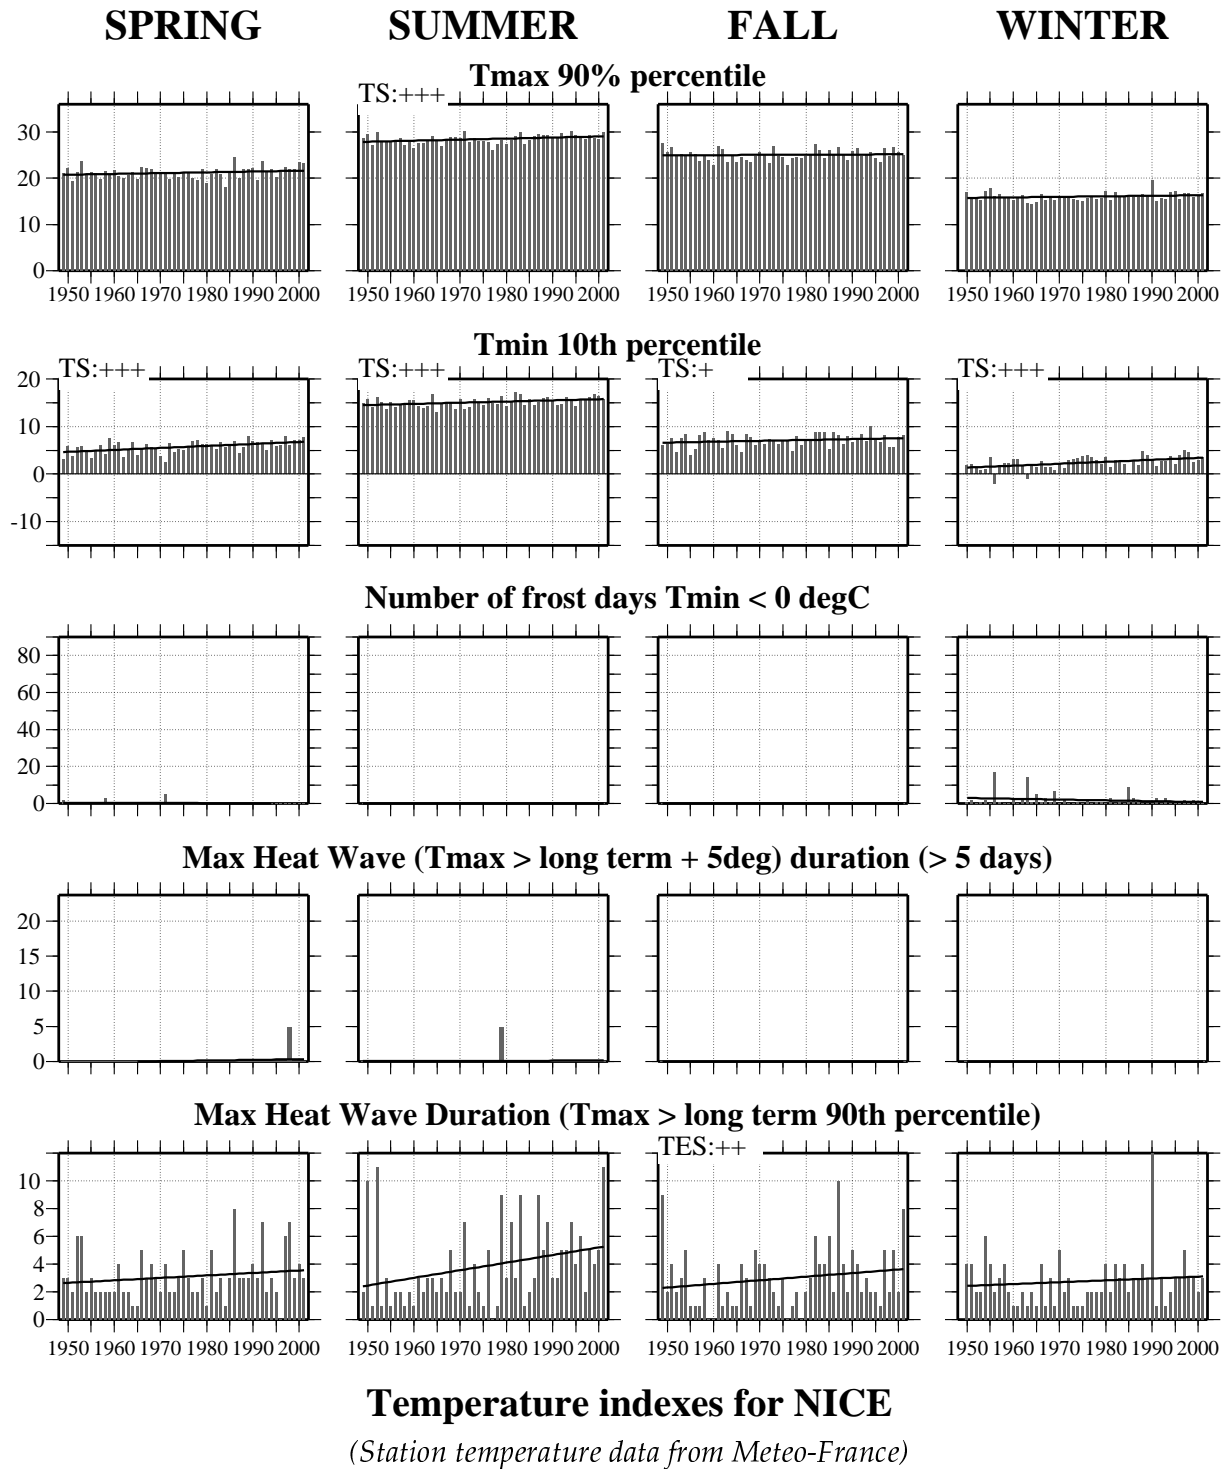 SPRING SUMMER FALL WINTER
Tmax 90% percentile
TS:+++
30
20
10
0
1950 1960 1970 1980 1990 2000 1950 1960 1970 1980 1990 2000 1950 1960 1970 1980 1990 2000 1950 1960 1970 1980 1990 2000
Tmin 10th percentile
TS:+++ TS:+++ TS:+ TS:+++
20
10
0
-10
Number of frost days Tmin < 0 degC
80
60
40
20
0
Max Heat Wave (Tmax > long term + 5deg) duration (> 5 days)
20
15
10
5
0
Max Heat Wave Duration (Tmax > long term 90th percentile)
TES:++
10
8
6
4
2
0
1950 1960 1970 1980 1990 2000 1950 1960 1970 1980 1990 2000 1950 1960 1970 1980 1990 2000 1950 1960 1970 1980 1990 2000
Temperature indexes for NICE
(Station temperature data from Meteo-France)